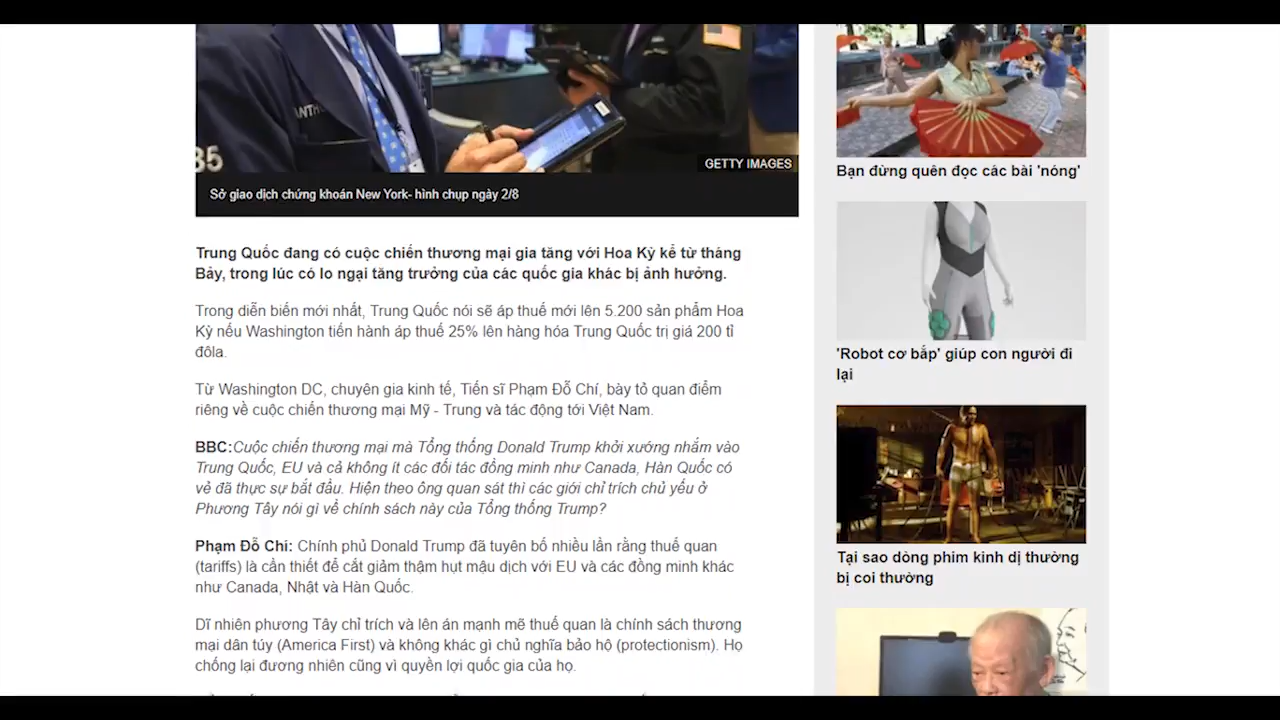 ANTH
85
GETTY IMAGES
Sở giao dịch chứng khoán New York- hình chụp ngày 2/8
Trung Quốc đang có cuộc chiến thương mại gia tăng với Hoa Kỳ kể từ tháng
Bảy, trong lúc có lo ngại tăng trưởng của các quốc gia khác bị ảnh hưởng.
Trong diễn biến mới nhất, Trung Quốc nói sẽ áp thuế mới lên 5.200 sản phẩm Hoa
Kỳ nếu Washington tiến hành áp thuế 25% lên hàng hóa Trung Quốc trị giá 200 tỉ
đôla.
Từ Washington DC, chuyên gia kinh tế, Tiến sĩ Phạm Đỗ Chí, bày tỏ quan điểm
riêng về cuộc chiến thương mại Mỹ - Trung và tác động tới Việt Nam.
BBC:Cuộc chiến thương mại mà Tổng thống Donald Trump khởi xướng nhắm vào
Trung Quốc, EU và cả không ít các đối tác đồng minh như Canada, Hàn Quốc có
vẻ đã thực sự bắt đầu. Hiện theo ông quan sát thì các giới chỉ trích chủ yếu ở
Phương Tây nói gì về chính sách này của Tổng thống Trump?
Phạm Đỗ Chí: Chính phủ Donald Trump đã tuyên bố nhiều lần rằng thuế quan
(tariffs) là cần thiết để cắt giảm thậm hụt mậu dịch với EU và các đồng minh khác
như Canada, Nhật và Hàn Quốc.
Dĩ nhiên phương Tây chỉ trích và lên án mạnh mẽ thuế quan là chính sách thương
mại dân túy (America First) và không khác gì chủ nghĩa bảo hộ (protectionism). Họ
chống lại đương nhiên cũng vì quyền lợi quốc gia của họ.
Bạn đừng quên đọc các bài 'nóng'
'Robot cơ bắp' giúp con người đi
lại
Tại sao dòng phim kinh dị thường
bị coi thường